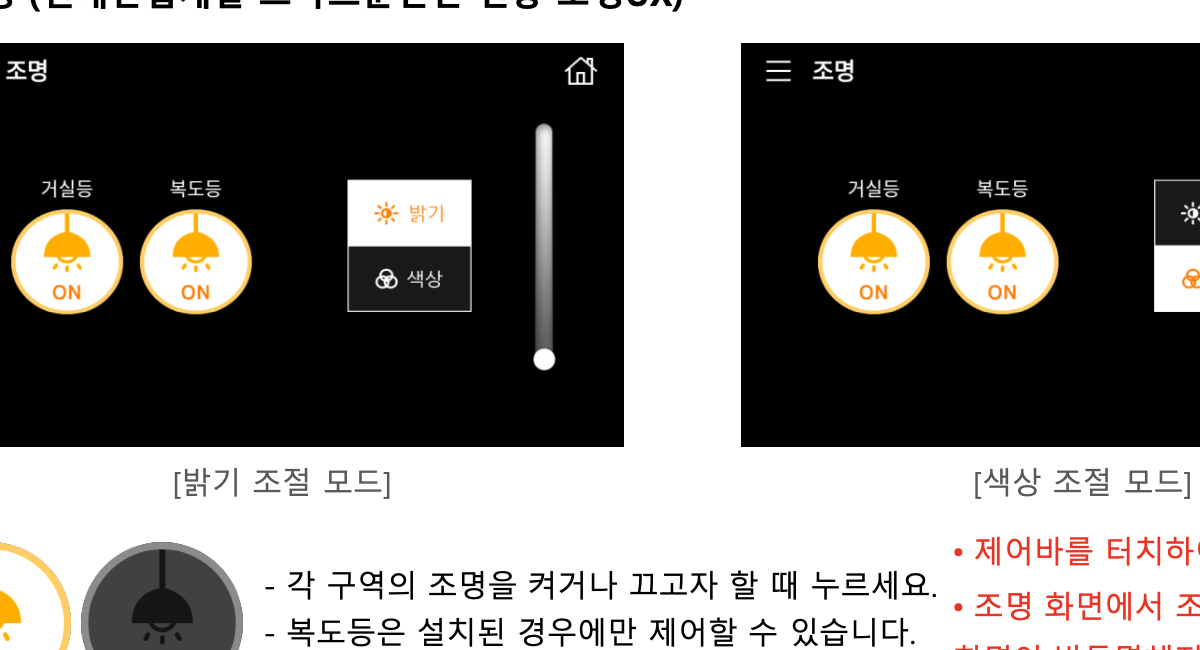 조명
거실등
복도등
밝기
색상
ON
ON
[밝기 조절 모드]
조명
거실등
복도등
ON
ON
[색상 조절 모드]
- 각 구역의 조명을 켜거나 끄고자 할 때 누르세요.
- 복도등은 설치된 경우에만 제어할 수 있습니다.
• 제어바를 터치하
• 조명 화면에서 조